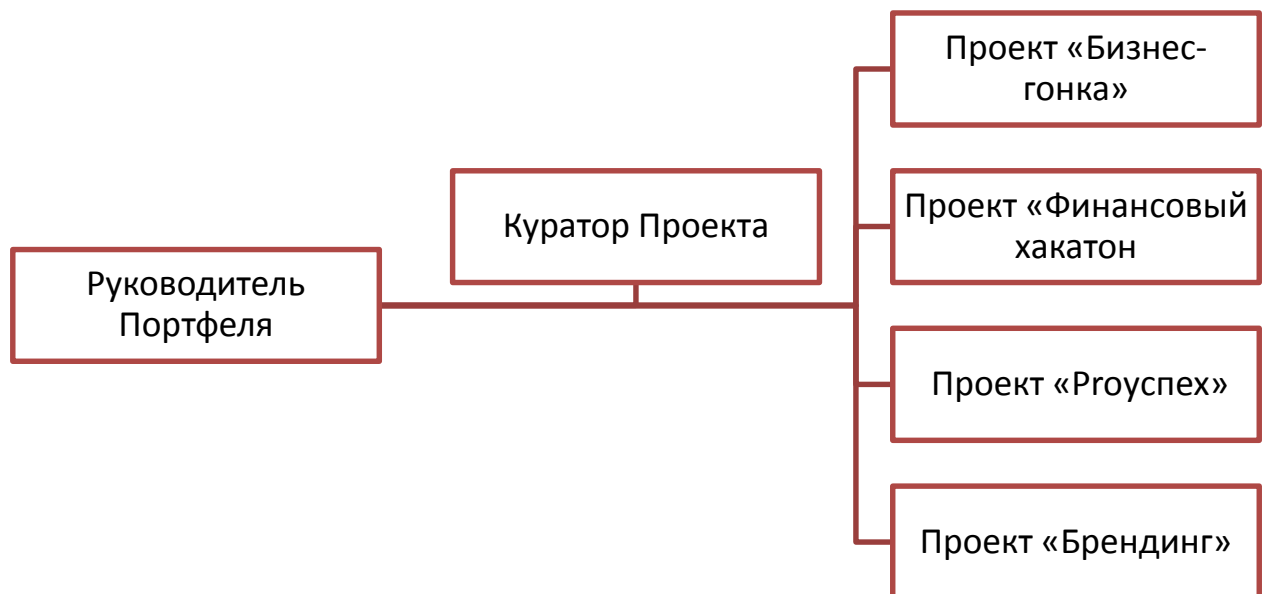 Проект «Бизнес-
гонка»
Куратор Проекта
Проект «Финансовый
хакатон
Руководитель
Портфеля
Проект «Proуспех»
Проект «Брендинг»